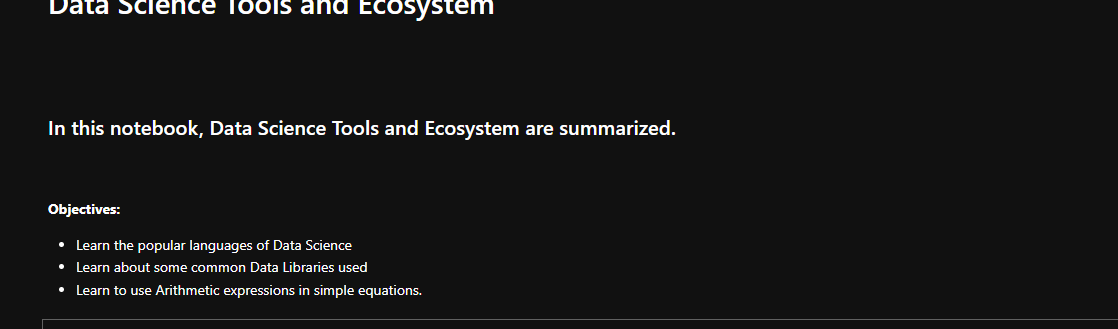 Data Science Tools and Ecosystem
In this notebook, Data Science Tools and Ecosystem are summarized.
Objectives:
• Learn the popular languages of Data Science
• Learn about some common Data Libraries used
• Learn to use Arithmetic expressions in simple equations.